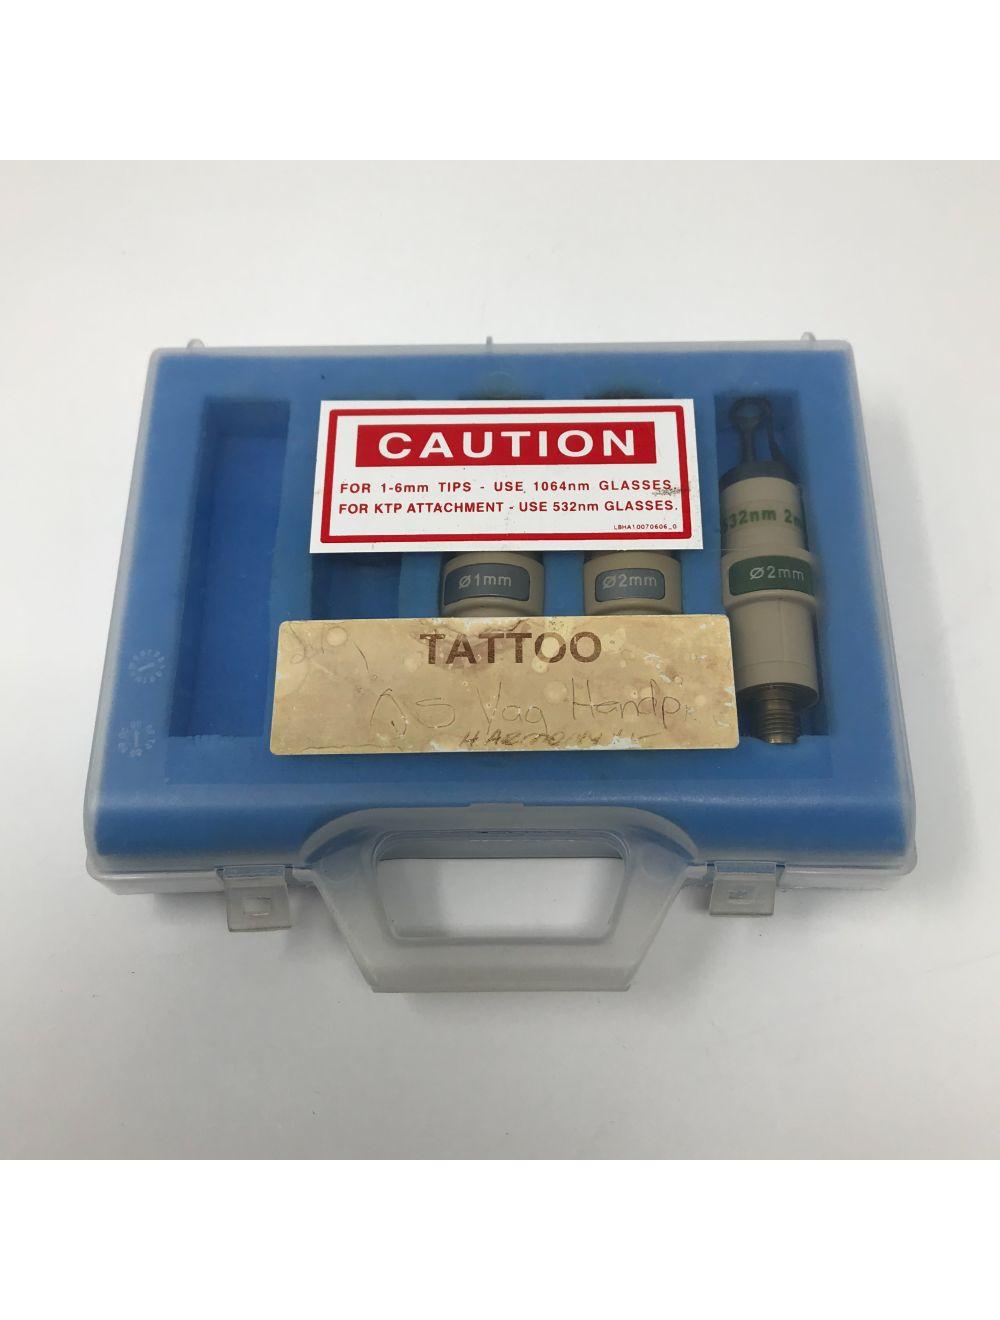 CAUTION
FOR 1-6mm TIPS - USE 1064nm GLASSES.
FOR KTP ATTACHMENT - USE 532nm GLASSES.
LBHA10070606_0
532nm 2m
Ø1mm
Ø2mm
Ø2mm
TATTOO
QS Yag Handp